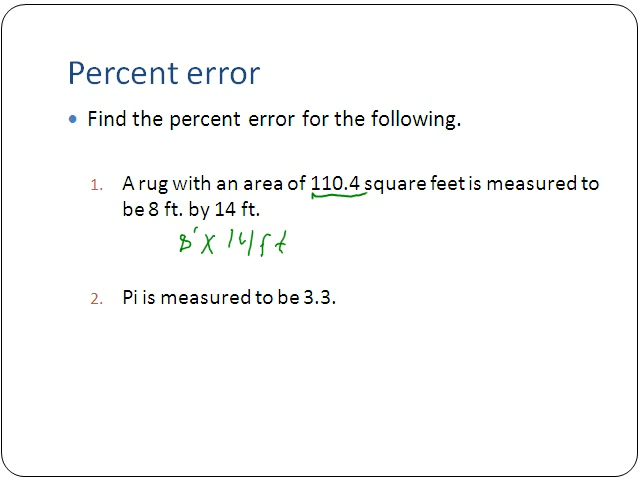 Percent error
• Find the percent error for the following.
1. A rug with an area of 110.4 square feet is measured to
be 8 ft. by 14 ft.
8' X 14 ft
2. Pi is measured to be 3.3.